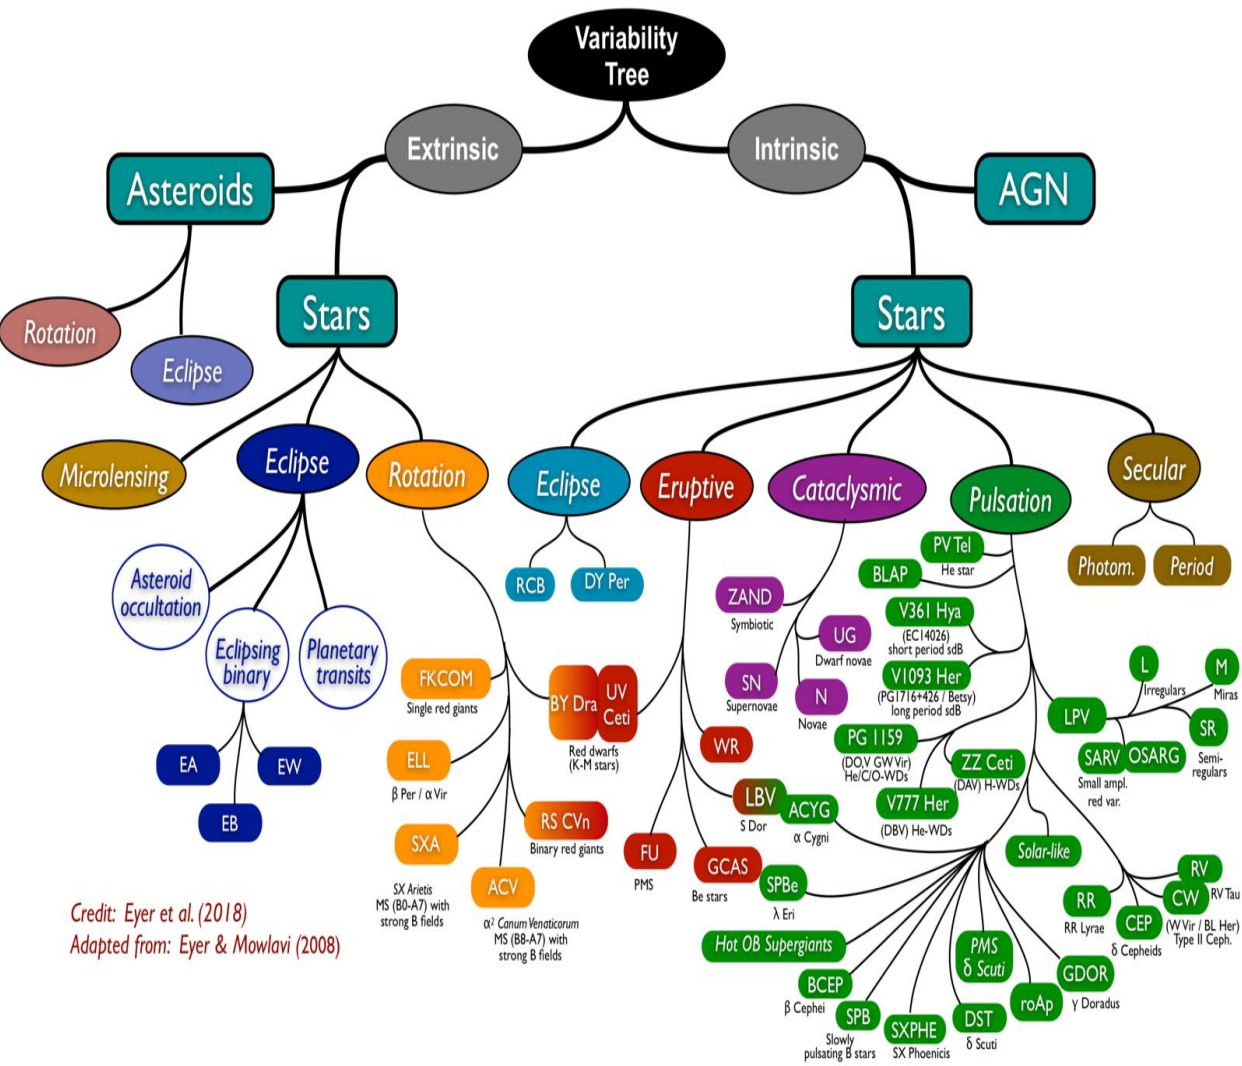 Variability
Tree
Extrinsic
Intrinsic
Asteroids
AGN
Stars
Stars
Rotation
Eclipse
Microlensing
Eclipse
Rotation
Eclipse
Eruptive
Cataclysmic
Pulsation
Secular
Asteroid
occultation
Eclipsing
binary
Planetary
transits
EA
EB
EW
RCB
DY Per
Photom.
Period
FKCOM
Single red giants
ELL
β Per / α Vir
SXA
SX Arietis
MS (B0-A7) with
strong B fields
ACV
α² Canum Venaticorum
MS (B8-A7) with
strong B fields
RS CVn
Binary red giants
BY Dra
UV
Ceti
Red dwarfs
(K-M stars)
WR
LBV
S Dor
FU
PMS
GCAS
Be stars
ZAND
Symbiotic
UG
Dwarf novae
SN
Supernovae
N
Novae
PV Tel
He star
BLAP
V361 Hya
(EC14026)
short period sdB
V1093 Her
(PG1716+426 / Betsy)
long period sdB
PG 1159
(DO,V GW Vir)
He/C/O-WDs
ZZ Ceti
(DAV) H-WDs
V777 Her
(DBV) He-WDs
LPV
L
Irregulars
M
Miras
SR
Semi-
regulars
SARV
OSARG
Small ampl.
red var.
ACYG
α Cygni
SPBe
λ Eri
Solar-like
RV
RV Tau
CW
(W Vir / BL Her)
Type II Ceph.
RR
RR Lyrae
CEP
δ Cepheids
Hot OB Supergiants
BCEP
β Cephei
SPB
Slowly
pulsating B stars
SXPHE
SX Phoenicis
PMS
δ Scuti
DST
δ Scuti
roAp
GDOR
γ Doradus
Credit: Eyer et al. (2018)
Adapted from: Eyer & Mowlavi (2008)